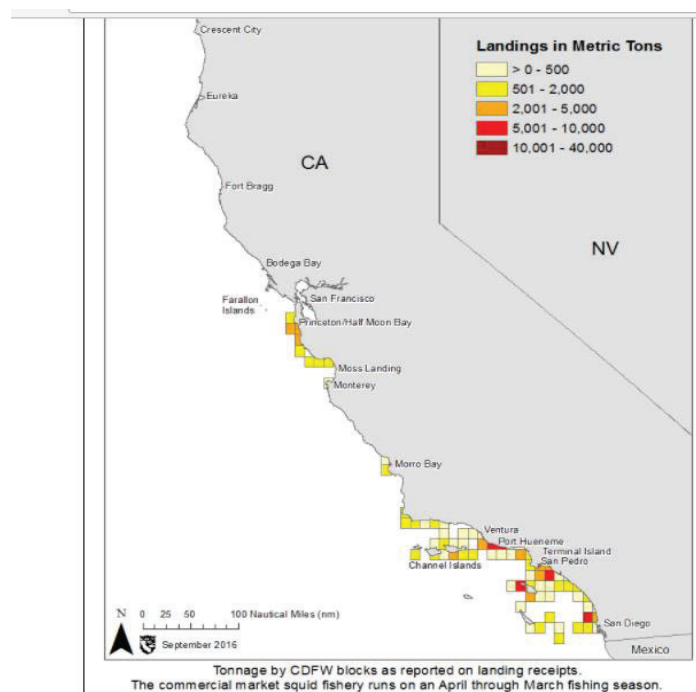 Crescent City
Landings in Metric Tons
> 0 - 500
501 - 2,000
2,001 - 5,000
5,001 - 10,000
10,001 - 40,000
Eureka
CA
Fort Bragg
NV
Bodega Bay
San Francisco
Farallon
Islands
Princeton/Half Moon Bay
Moss Landing
Monterey
Morro Bay
Ventura
Port Hueneme
Terminal Island
San Pedro
Channel Islands
N
0 25 50 100 Nautical Miles (nm)
San Diego
September 2016
Mexico
Tonnage by CDFW blocks as reported on landing receipts.
The commercial market squid fishery runs on an April through March fishing season.